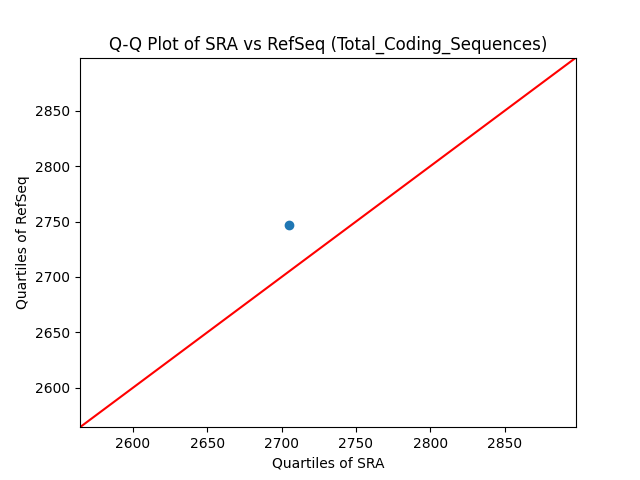 Q-Q Plot of SRA vs RefSeq (Total_Coding_Sequences)
Quartiles of RefSeq
2850
2800
2750
2700
2650
2600
2600 2650 2700 2750 2800 2850
Quartiles of SRA